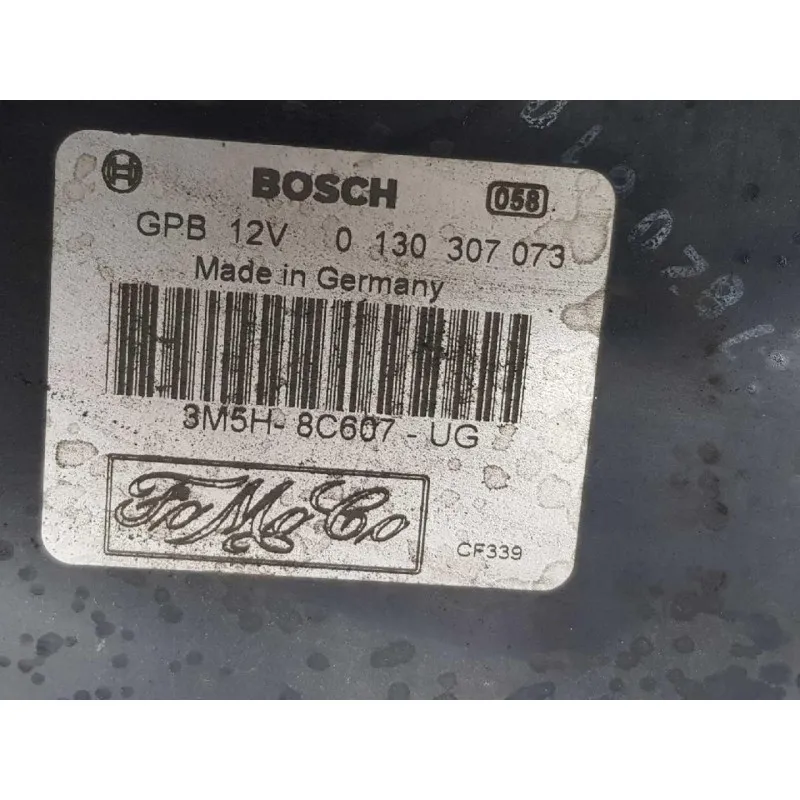 BOSCH 058
GPB 12V 0 130 307 073
Made in Germany
3M5H-8C607-UG
FoMoCo
CF339